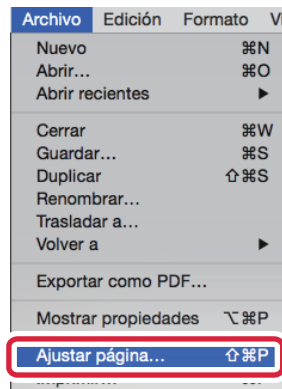 Archivo Edición Formato
Nuevo ⌘N
Abrir... ⌘O
Abrir recientes ▶
Cerrar ⌘W
Guardar... ⌘S
Duplicar ⇧⌘S
Renombrar...
Trasladar a...
Volver a ▶
Exportar como PDF...
Mostrar propiedades ⌥⌘P
Ajustar página... ⇧⌘P